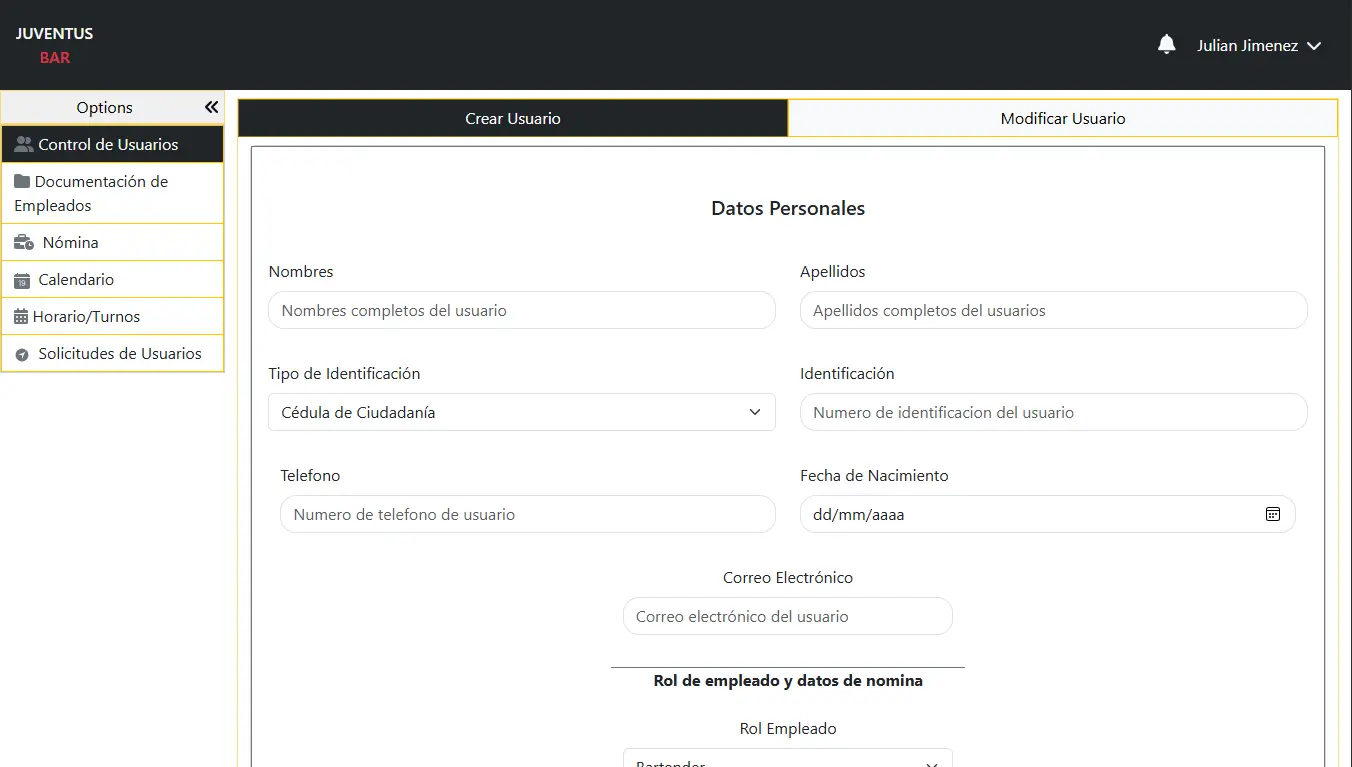 JUVENTUS
BAR
Julian Jimenez
Options
Control de Usuarios
Documentación de
Empleados
Nómina
19
Calendario
Horario/Turnos
Solicitudes de Usuarios
Crear Usuario
Modificar Usuario
Datos Personales
Nombres
Apellidos
Nombres completos del usuario
Apellidos completos del usuarios
Tipo de Identificación
Identificación
Cédula de Ciudadanía
Numero de identificacion del usuario
Telefono
Fecha de Nacimiento
Numero de telefono de usuario
dd/mm/aaaa
Correo Electrónico
Correo electrónico del usuario
Rol de empleado y datos de nomina
Rol Empleado
Bartender